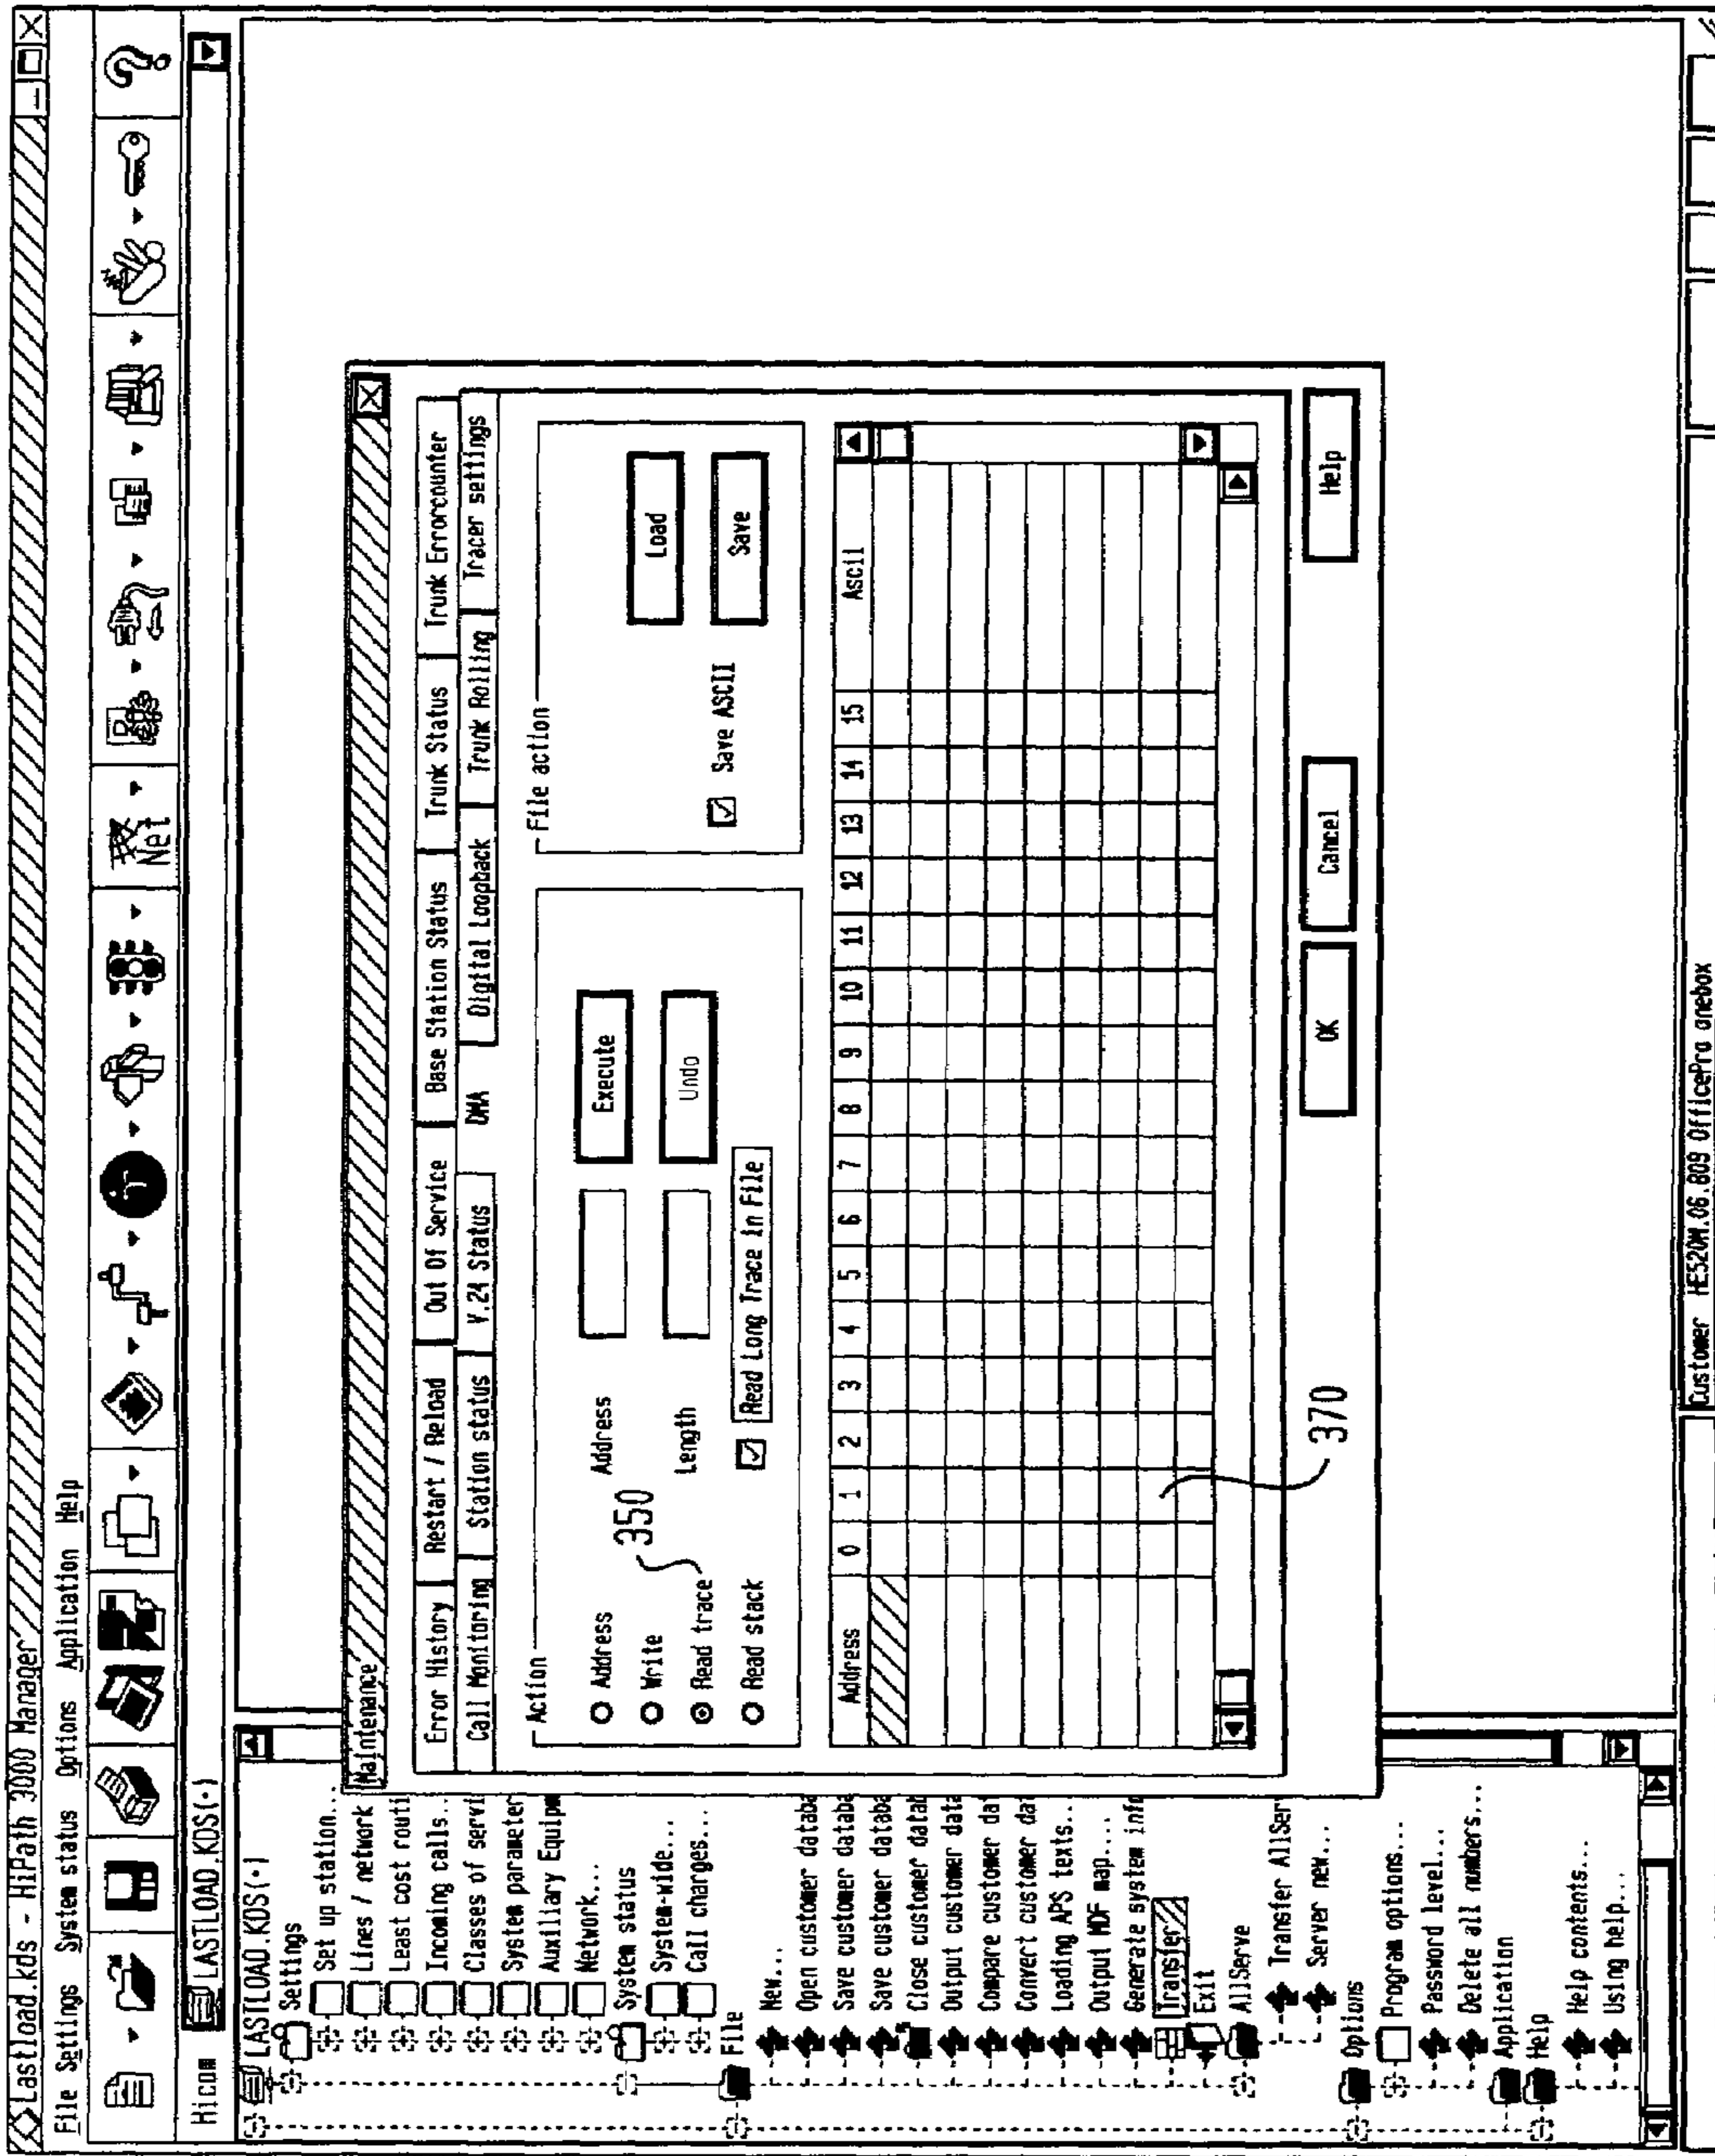 Lastload.kds - HiPath 3000 Manager
File Settings System status Options Application Help
Net
Hicom LASTLOAD.KDS(·)
LASTLOAD.KDS(·)
Settings
Set up station...
Lines / network
Least cost routi
Incoming calls..
Classes of servi
System parameter
Auxiliary Equipm
Network...
System status
System-wide...
Call charges...
File
New...
Open customer databa
Save customer databa
Save customer databa
Close customer datab
Output customer data
Compare customer dat
Convert customer dat
Loading APS texts..
Output MDF map...
Generate system info
Transfer
Exit
AllServe
Transfer AllSer
Server new...
Options
Program options...
Password level...
Delete all numbers...
Application
Help
Help contents...
Using help...
Maintenance
Error History Restart / Reload Out Of Service Base Station Status Trunk Status Trunk Errorcounter
Call Monitoring Station status V.24 Status DMA Digital Loopback Trunk Rolling Tracer settings
Action
Address Address Execute
Write Length Undo
Read trace 350
Read stack Read Long Trace in File
File action
Load
Save ASCII Save
Address 0 1 2 3 4 5 6 7 8 9 10 11 12 13 14 15 Ascii
370
OK Cancel Help
Customer HE520M.06.809 OfficePro onebox